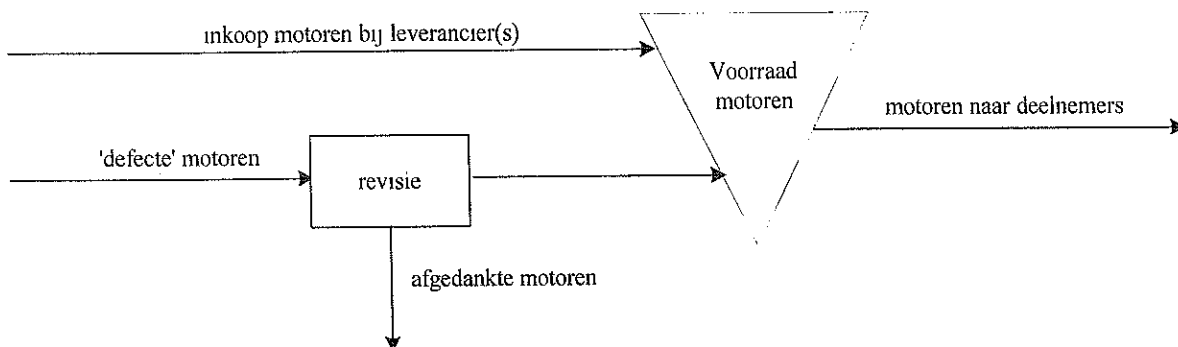 inkoop motoren bij leverancier(s)
Voorraad
motoren
motoren naar deelnemers
'defecte' motoren
revisie
afgedankte motoren